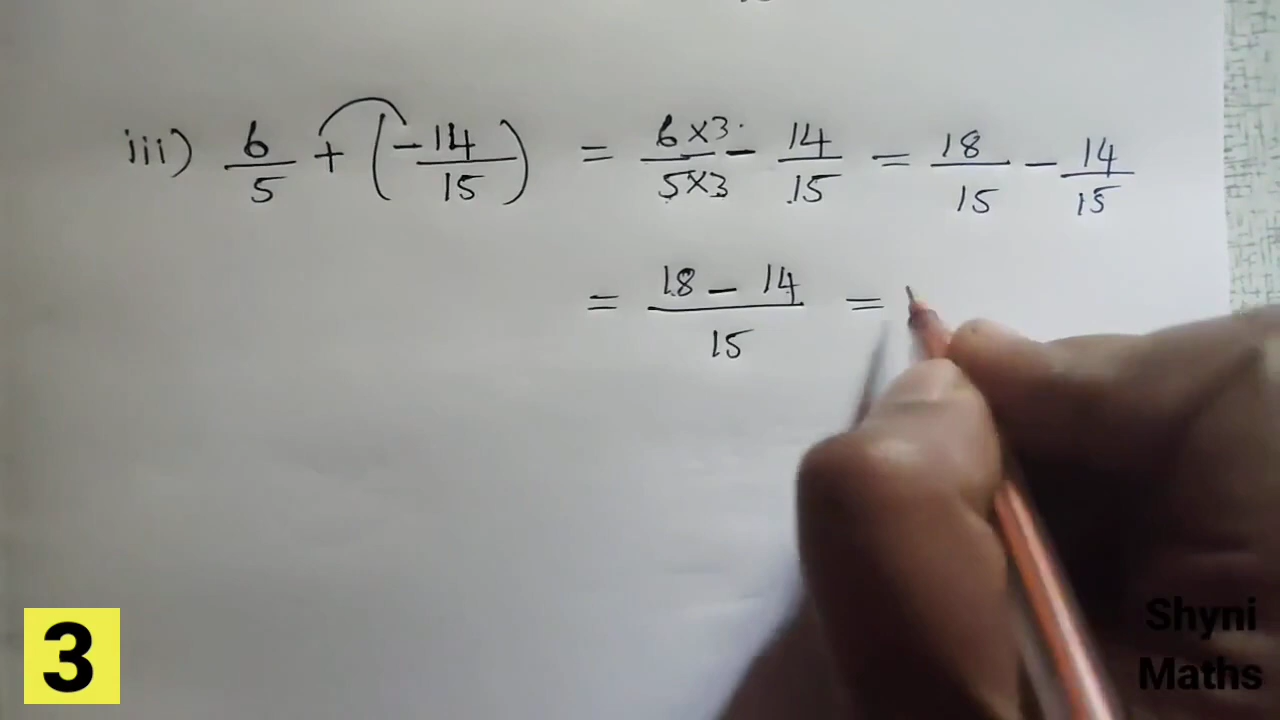 iii) 6/5 + (-14/15) = 6×3/5×3 - 14/15 = 18/15 - 14/15
= 18 - 14/15 =
3
Shyni
Maths